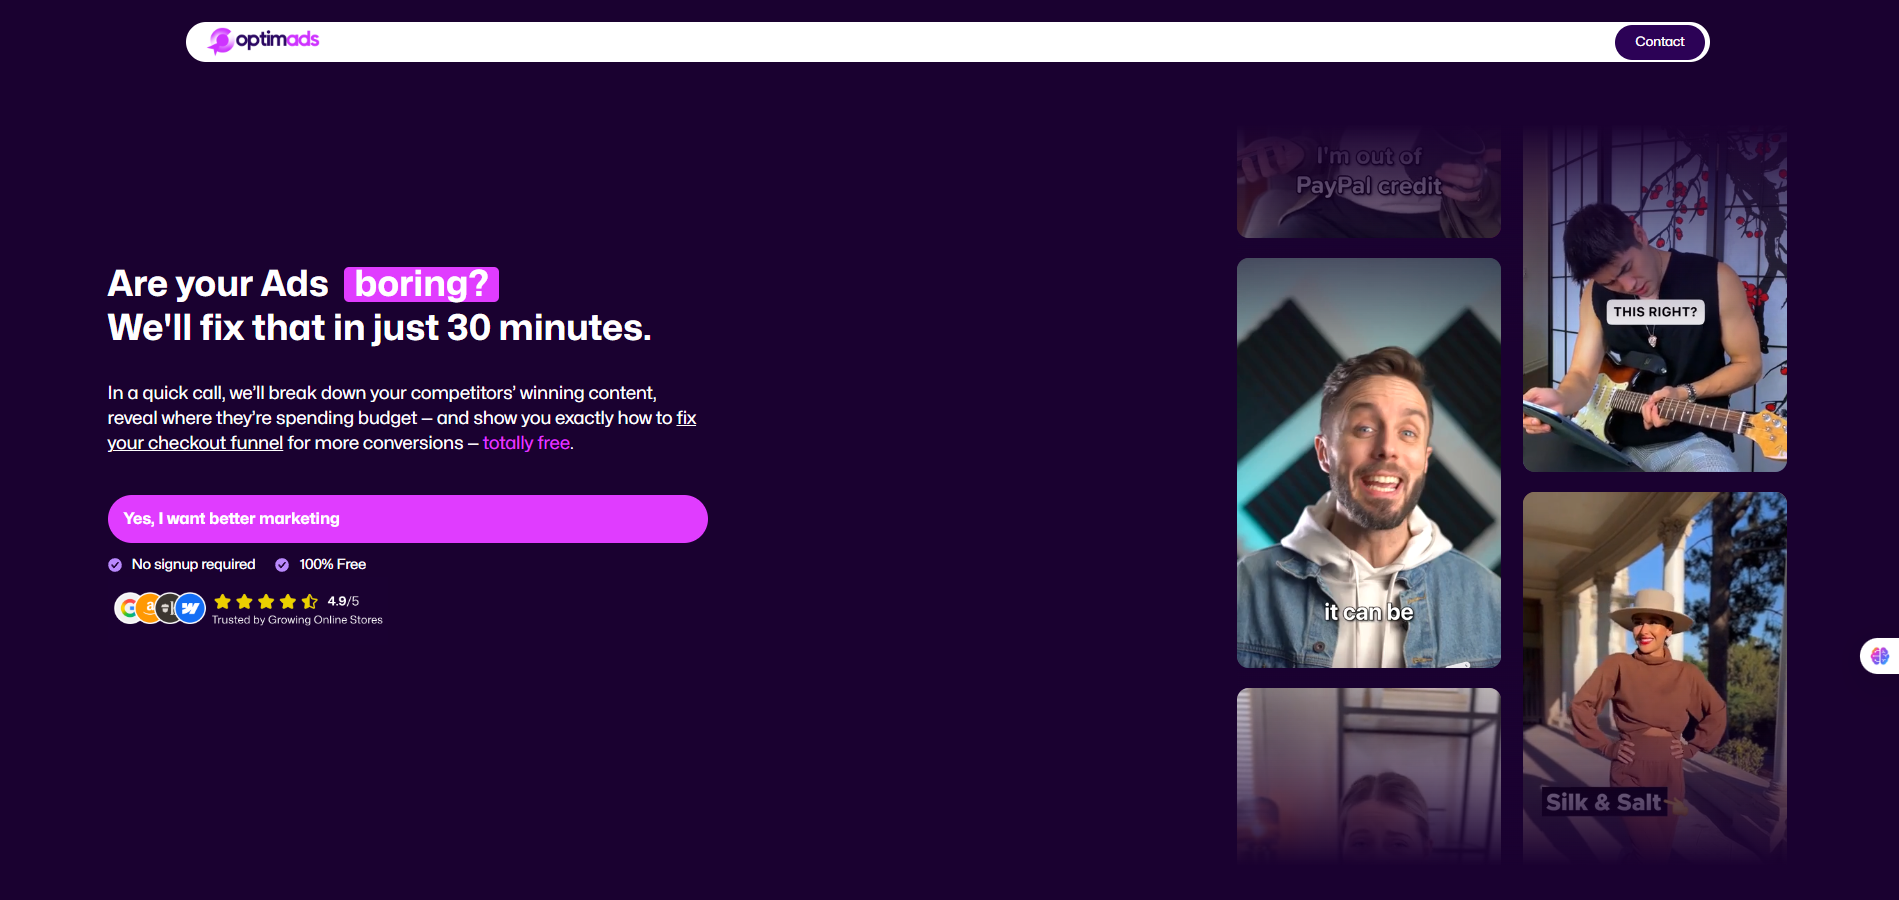 optimads
Contact
Are your Ads boring?
We'll fix that in just 30 minutes.
In a quick call, we’ll break down your competitors’ winning content,
reveal where they’re spending budget – and show you exactly how to fix
your checkout funnel for more conversions – totally free.
Yes, I want better marketing
No signup required
100% Free
4.9/5
Trusted by Growing Online Stores
I'm out of
PayPal credit
THIS RIGHT?
it can be
Silk & Salt